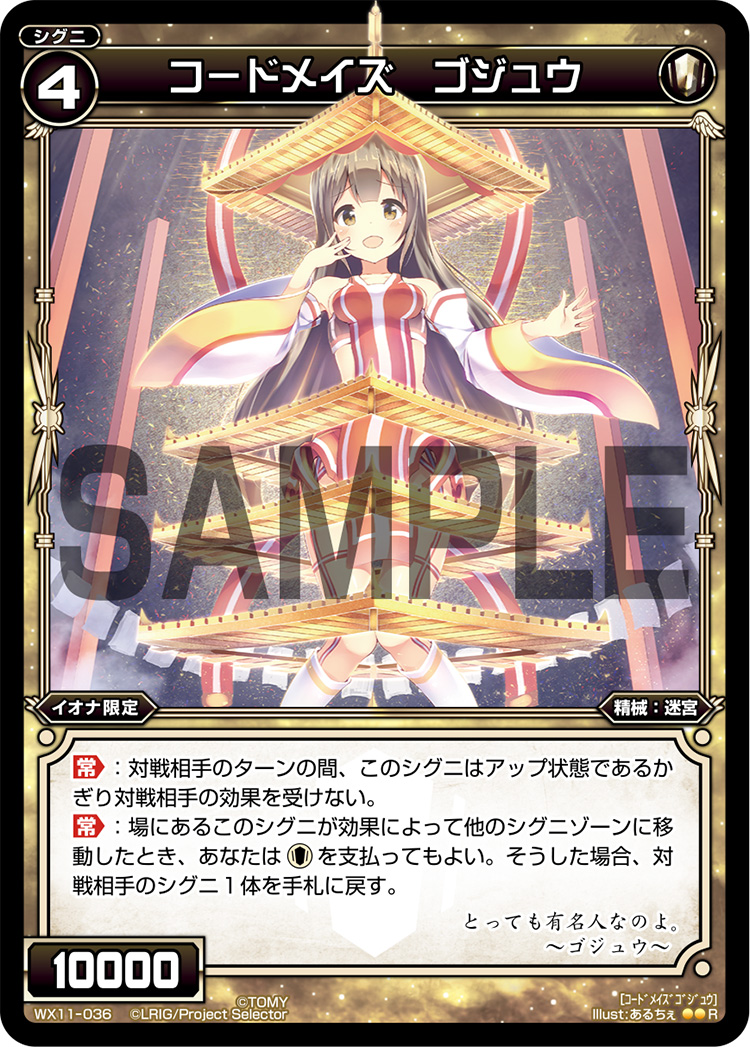 シグニ
4
コードメイズ　ゴジュウ
SAMPLE
イオナ限定
精械：迷宮
常：対戦相手のターンの間、このシグニはアップ状態であるか
ぎり対戦相手の効果を受けない。
常：場にあるこのシグニが効果によって他のシグニゾーンに移
動したとき、あなたは を支払ってもよい。そうした場合、対
戦相手のシグニ１体を手札に戻す。
とっても有名人なのよ。
～ゴジュウ～
10000
©TOMY
[ｺｰﾄﾞﾒｲｽﾞｺﾞｼﾞｭｳ]
WX11-036 ©LRIG/Project Selector
Illust:あるちぇ R